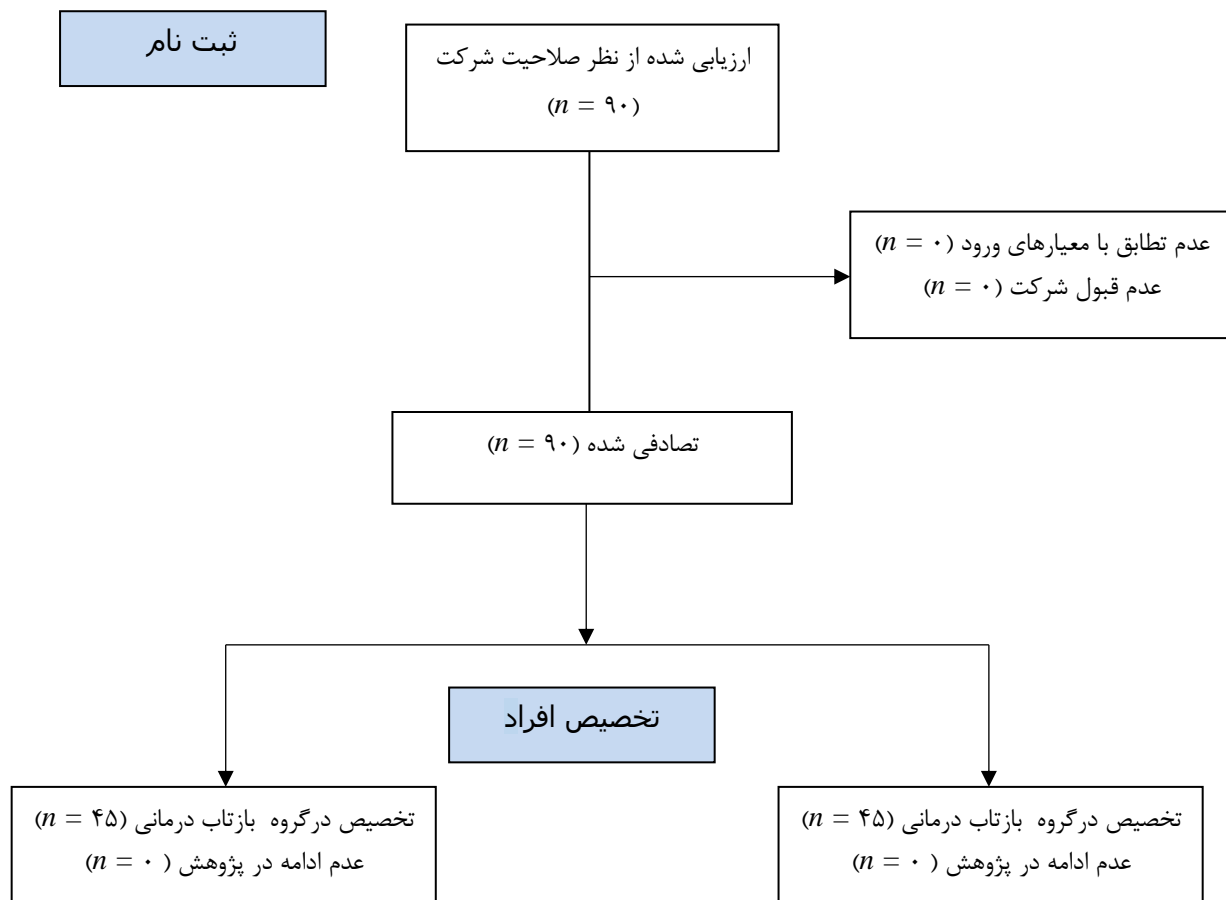 ثبت نام
ارزیابی شده از نظر صلاحیت شرکت
(n = ۹۰)
عدم تطابق با معیارهای ورود (n = ۰)
عدم قبول شرکت (n = ۰)
تصادفی شده (n = ۹۰)
تخصیص افراد
تخصیص درگروه بازتاب درمانی (n = ۴۵)
عدم ادامه در پژوهش (n = ۰ )
تخصیص درگروه بازتاب درمانی (n = ۴۵)
عدم ادامه در پژوهش (n = ۰ )